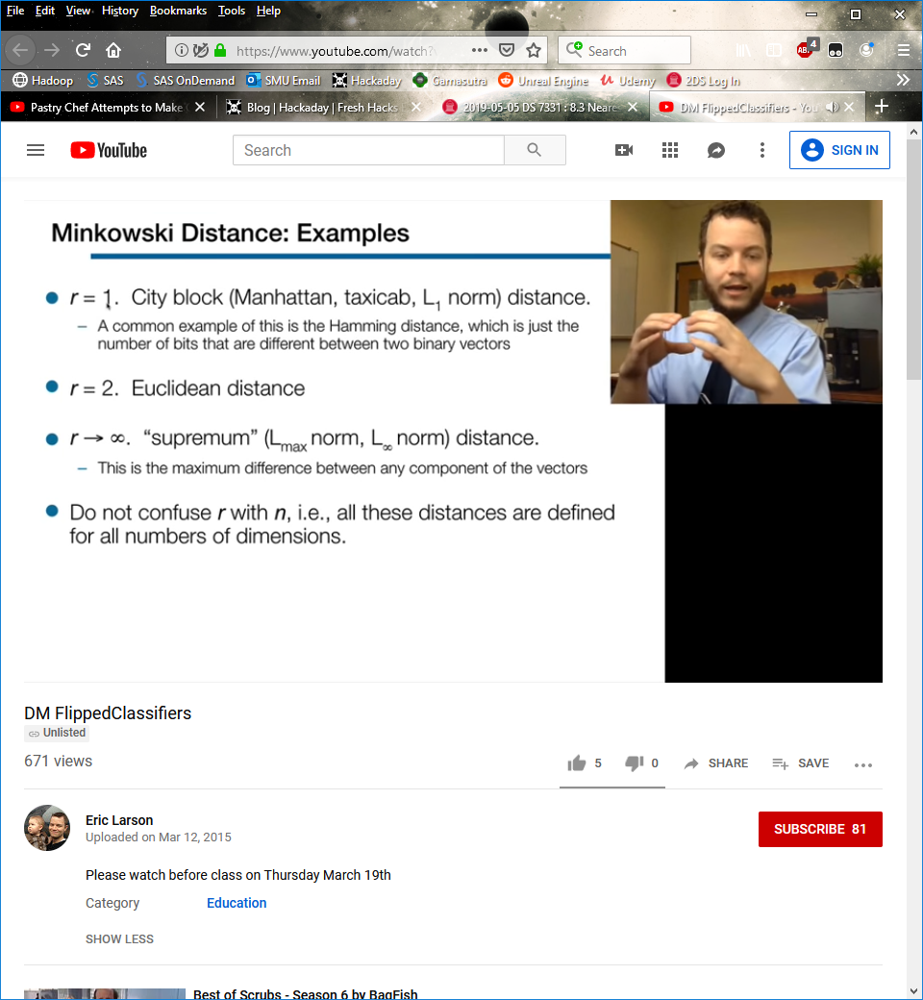 File Edit View History Bookmarks Tools Help
https://www.youtube.com/watch? Search
Hadoop SAS SAS OnDemand SMU Email Hackaday Gamasutra Unreal Engine Udemy 2DS Log In
Pastry Chef Attempts to Make Blog | Hackaday | Fresh Hacks 2019-05-05 DS 7331 : 8.3 Neare DM FlippedClassifiers - You
YouTube Search SIGN IN
Minkowski Distance: Examples
r = 1. City block (Manhattan, taxicab, L1 norm) distance.
– A common example of this is the Hamming distance, which is just the
number of bits that are different between two binary vectors
r = 2. Euclidean distance
r → ∞. “supremum” (Lmax norm, L∞ norm) distance.
– This is the maximum difference between any component of the vectors
Do not confuse r with n, i.e., all these distances are defined
for all numbers of dimensions.
DM FlippedClassifiers
Unlisted
671 views 5 0 SHARE SAVE
Eric Larson
Uploaded on Mar 12, 2015
SUBSCRIBE 81
Please watch before class on Thursday March 19th
Category Education
SHOW LESS
Best of Scrubs - Season 6 by BagFish